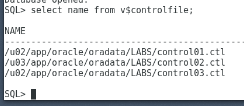 Database opened.
SQL> select name from v$controlfile;
NAME
--------------------------------------------------------------------------------
/u02/app/oracle/oradata/LABS/control01.ctl
/u03/app/oracle/oradata/LABS/control02.ctl
/u02/app/oracle/oradata/LABS/control03.ctl
SQL>